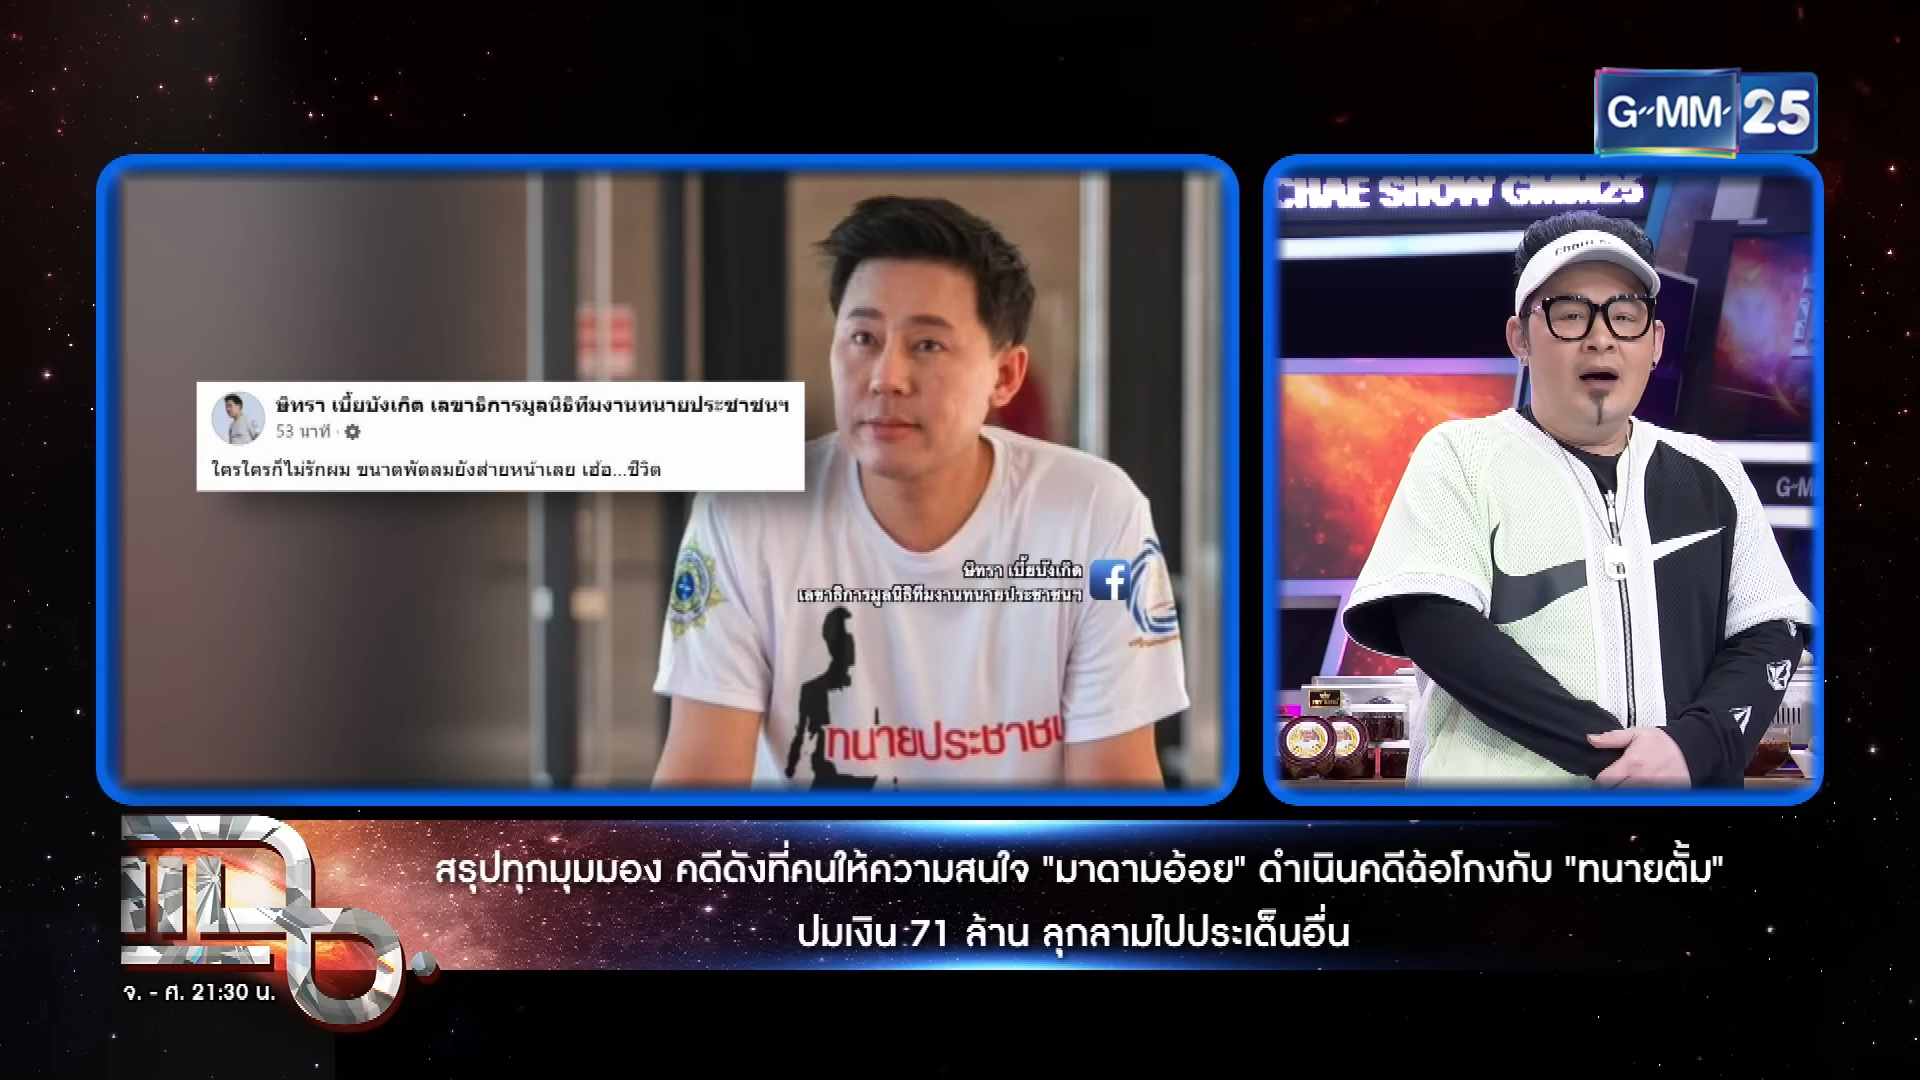 G-MM- 25
CHAE SHOW GMM25
ษิทรา เบี้ยบังเกิด เลขาธิการมูลนิธิทีมงานทนายประชาชนฯ
53 นาที ·
ใครใครก็ไม่รักผม ขนาดพัดลมยังส่ายหน้าเลย เฮ้อ...ชีวิต
ษิทรา เบี้ยบังเกิด
เลขาธิการมูลนิธิทีมงานทนายประชาชนฯ
f
ทนายประชาชน
G-M
แฉ.
สรุปทุกมุมมอง คดีดังที่คนให้ความสนใจ "มาดามอ้อย" ดำเนินคดีฉ้อโกงกับ "ทนายตั้ม"
ปมเงิน 71 ล้าน ลุกลามไปประเด็นอื่น
จ. - ศ. 21:30 น.